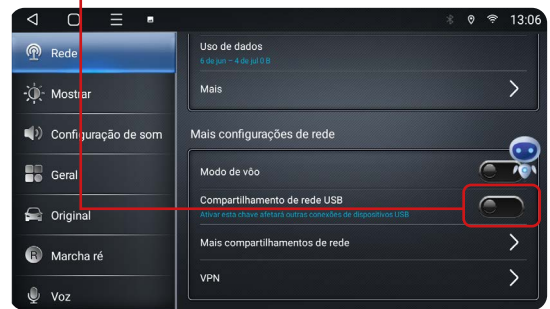 13:06
Rede
Mostrar
Configuração de som
Geral
Original
Marcha ré
Voz
Uso de dados
6 de jun – 4 de jul 0 B
Mais
Mais configurações de rede
Modo de vôo
Compartilhamento de rede USB
Ativar esta chave afetará outras conexões de dispositivos USB
Mais compartilhamentos de rede
VPN